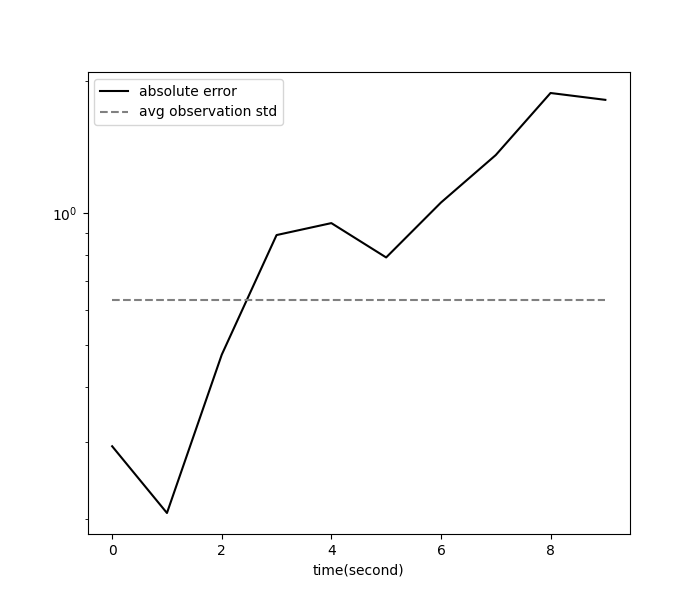 absolute error
avg observation std
10⁰
0 2 4 6 8
time(second)